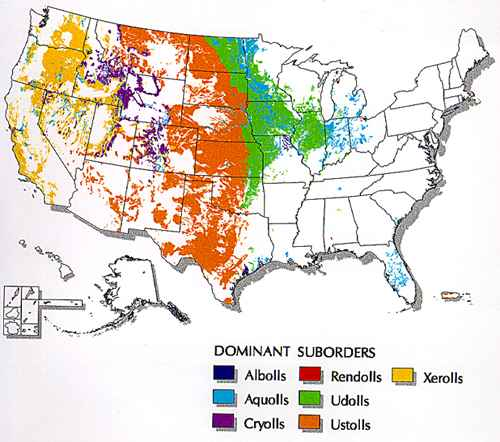 DOMINANT SUBORDERS
Albolls Rendolls Xerolls
Aquolls Udolls
Cryolls Ustolls